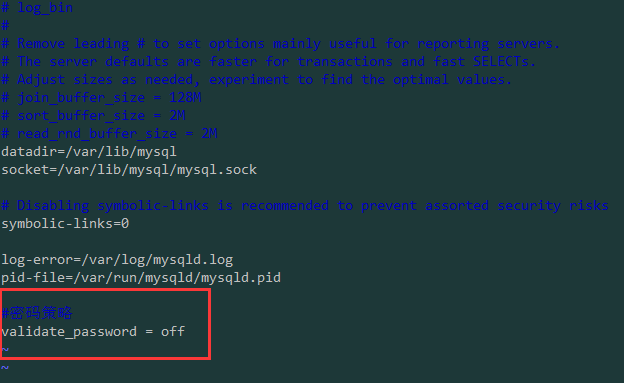 # log_bin
#
# Remove leading # to set options mainly useful for reporting servers.
# The server defaults are faster for transactions and fast SELECTs.
# Adjust sizes as needed, experiment to find the optimal values.
# join_buffer_size = 128M
# sort_buffer_size = 2M
# read_rnd_buffer_size = 2M
datadir=/var/lib/mysql
socket=/var/lib/mysql/mysql.sock
# Disabling symbolic-links is recommended to prevent assorted security risks
symbolic-links=0
log-error=/var/log/mysqld.log
pid-file=/var/run/mysqld/mysqld.pid
#密码策略
validate_password = off
~
~